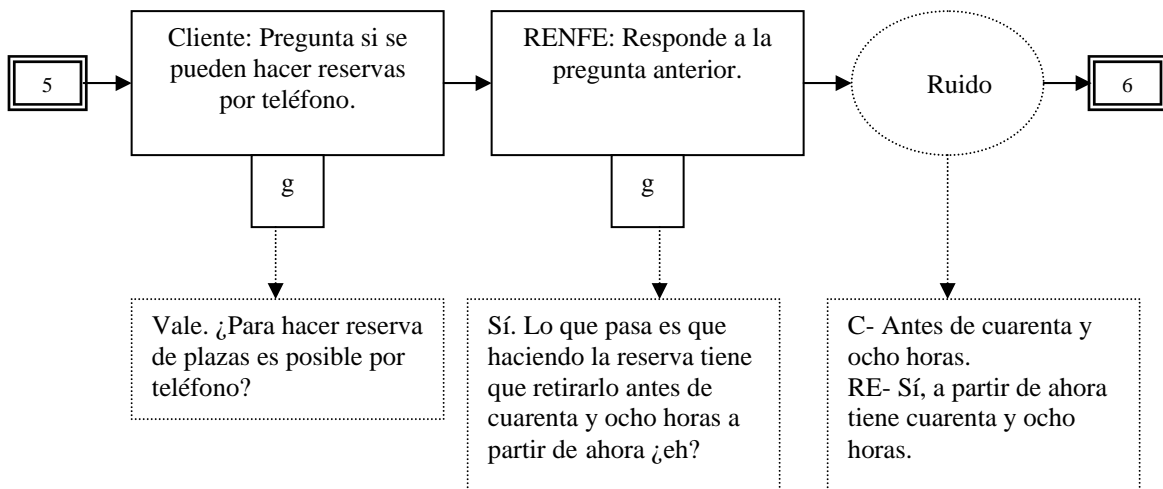 5
Cliente: Pregunta si se
pueden hacer reservas
por teléfono.
g
RENFE: Responde a la
pregunta anterior.
g
Ruido
6
Vale. ¿Para hacer reserva
de plazas es posible por
teléfono?
Sí. Lo que pasa es que
haciendo la reserva tiene
que retirarlo antes de
cuarenta y ocho horas a
partir de ahora ¿eh?
C- Antes de cuarenta y
ocho horas.
RE- Sí, a partir de ahora
tiene cuarenta y ocho
horas.